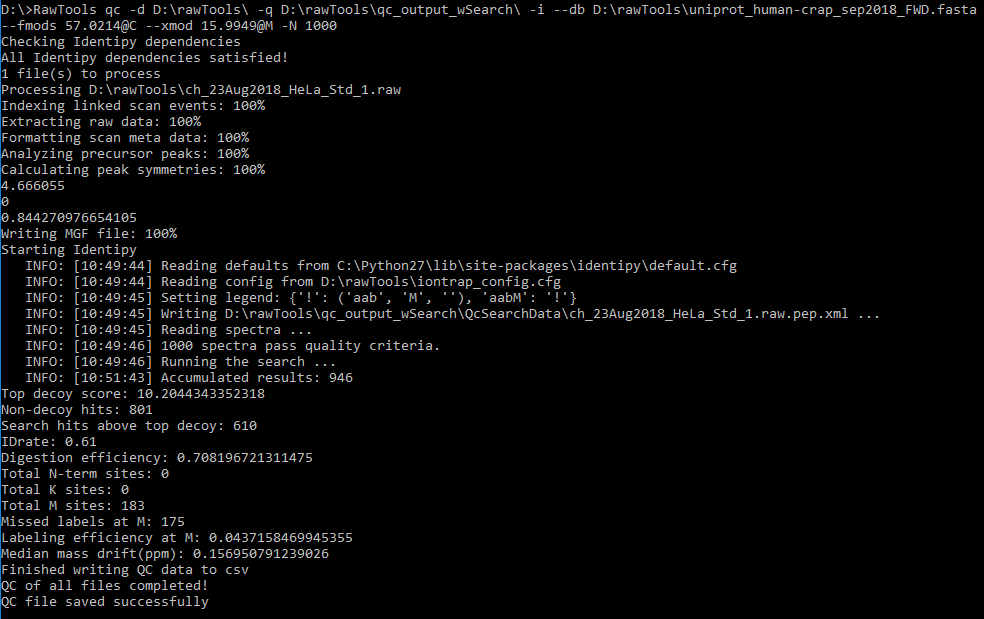 D:\>RawTools qc -d D:\rawTools\ -q D:\rawTools\qc_output_wSearch\ -i --db D:\rawTools\uniprot_human-crap_sep2018_FWD.fasta
--fmods 57.0214@C --xmod 15.9949@M -N 1000
Checking Identipy dependencies
All Identipy dependencies satisfied!
1 file(s) to process
Processing D:\rawTools\ch_23Aug2018_HeLa_Std_1.raw
Indexing linked scan events: 100%
Extracting raw data: 100%
Formatting scan meta data: 100%
Analyzing precursor peaks: 100%
Calculating peak symmetries: 100%
4.666055
0
0.844270976654105
Writing MGF file: 100%
Starting Identipy
   INFO: [10:49:44] Reading defaults from C:\Python27\lib\site-packages\identipy\default.cfg
   INFO: [10:49:44] Reading config from D:\rawTools\iontrap_config.cfg
   INFO: [10:49:45] Setting legend: {'!': ('aab', 'M', ''), 'aabM': '!'}
   INFO: [10:49:45] Writing D:\rawTools\qc_output_wSearch\QcSearchData\ch_23Aug2018_HeLa_Std_1.raw.pep.xml ...
   INFO: [10:49:45] Reading spectra ...
   INFO: [10:49:46] 1000 spectra pass quality criteria.
   INFO: [10:49:46] Running the search ...
   INFO: [10:51:43] Accumulated results: 946
Top decoy score: 10.2044343352318
Non-decoy hits: 801
Search hits above top decoy: 610
IDrate: 0.61
Digestion efficiency: 0.708196721311475
Total N-term sites: 0
Total K sites: 0
Total M sites: 183
Missed labels at M: 175
Labeling efficiency at M: 0.0437158469945355
Median mass drift(ppm): 0.156950791239026
Finished writing QC data to csv
QC of all files completed!
QC file saved successfully